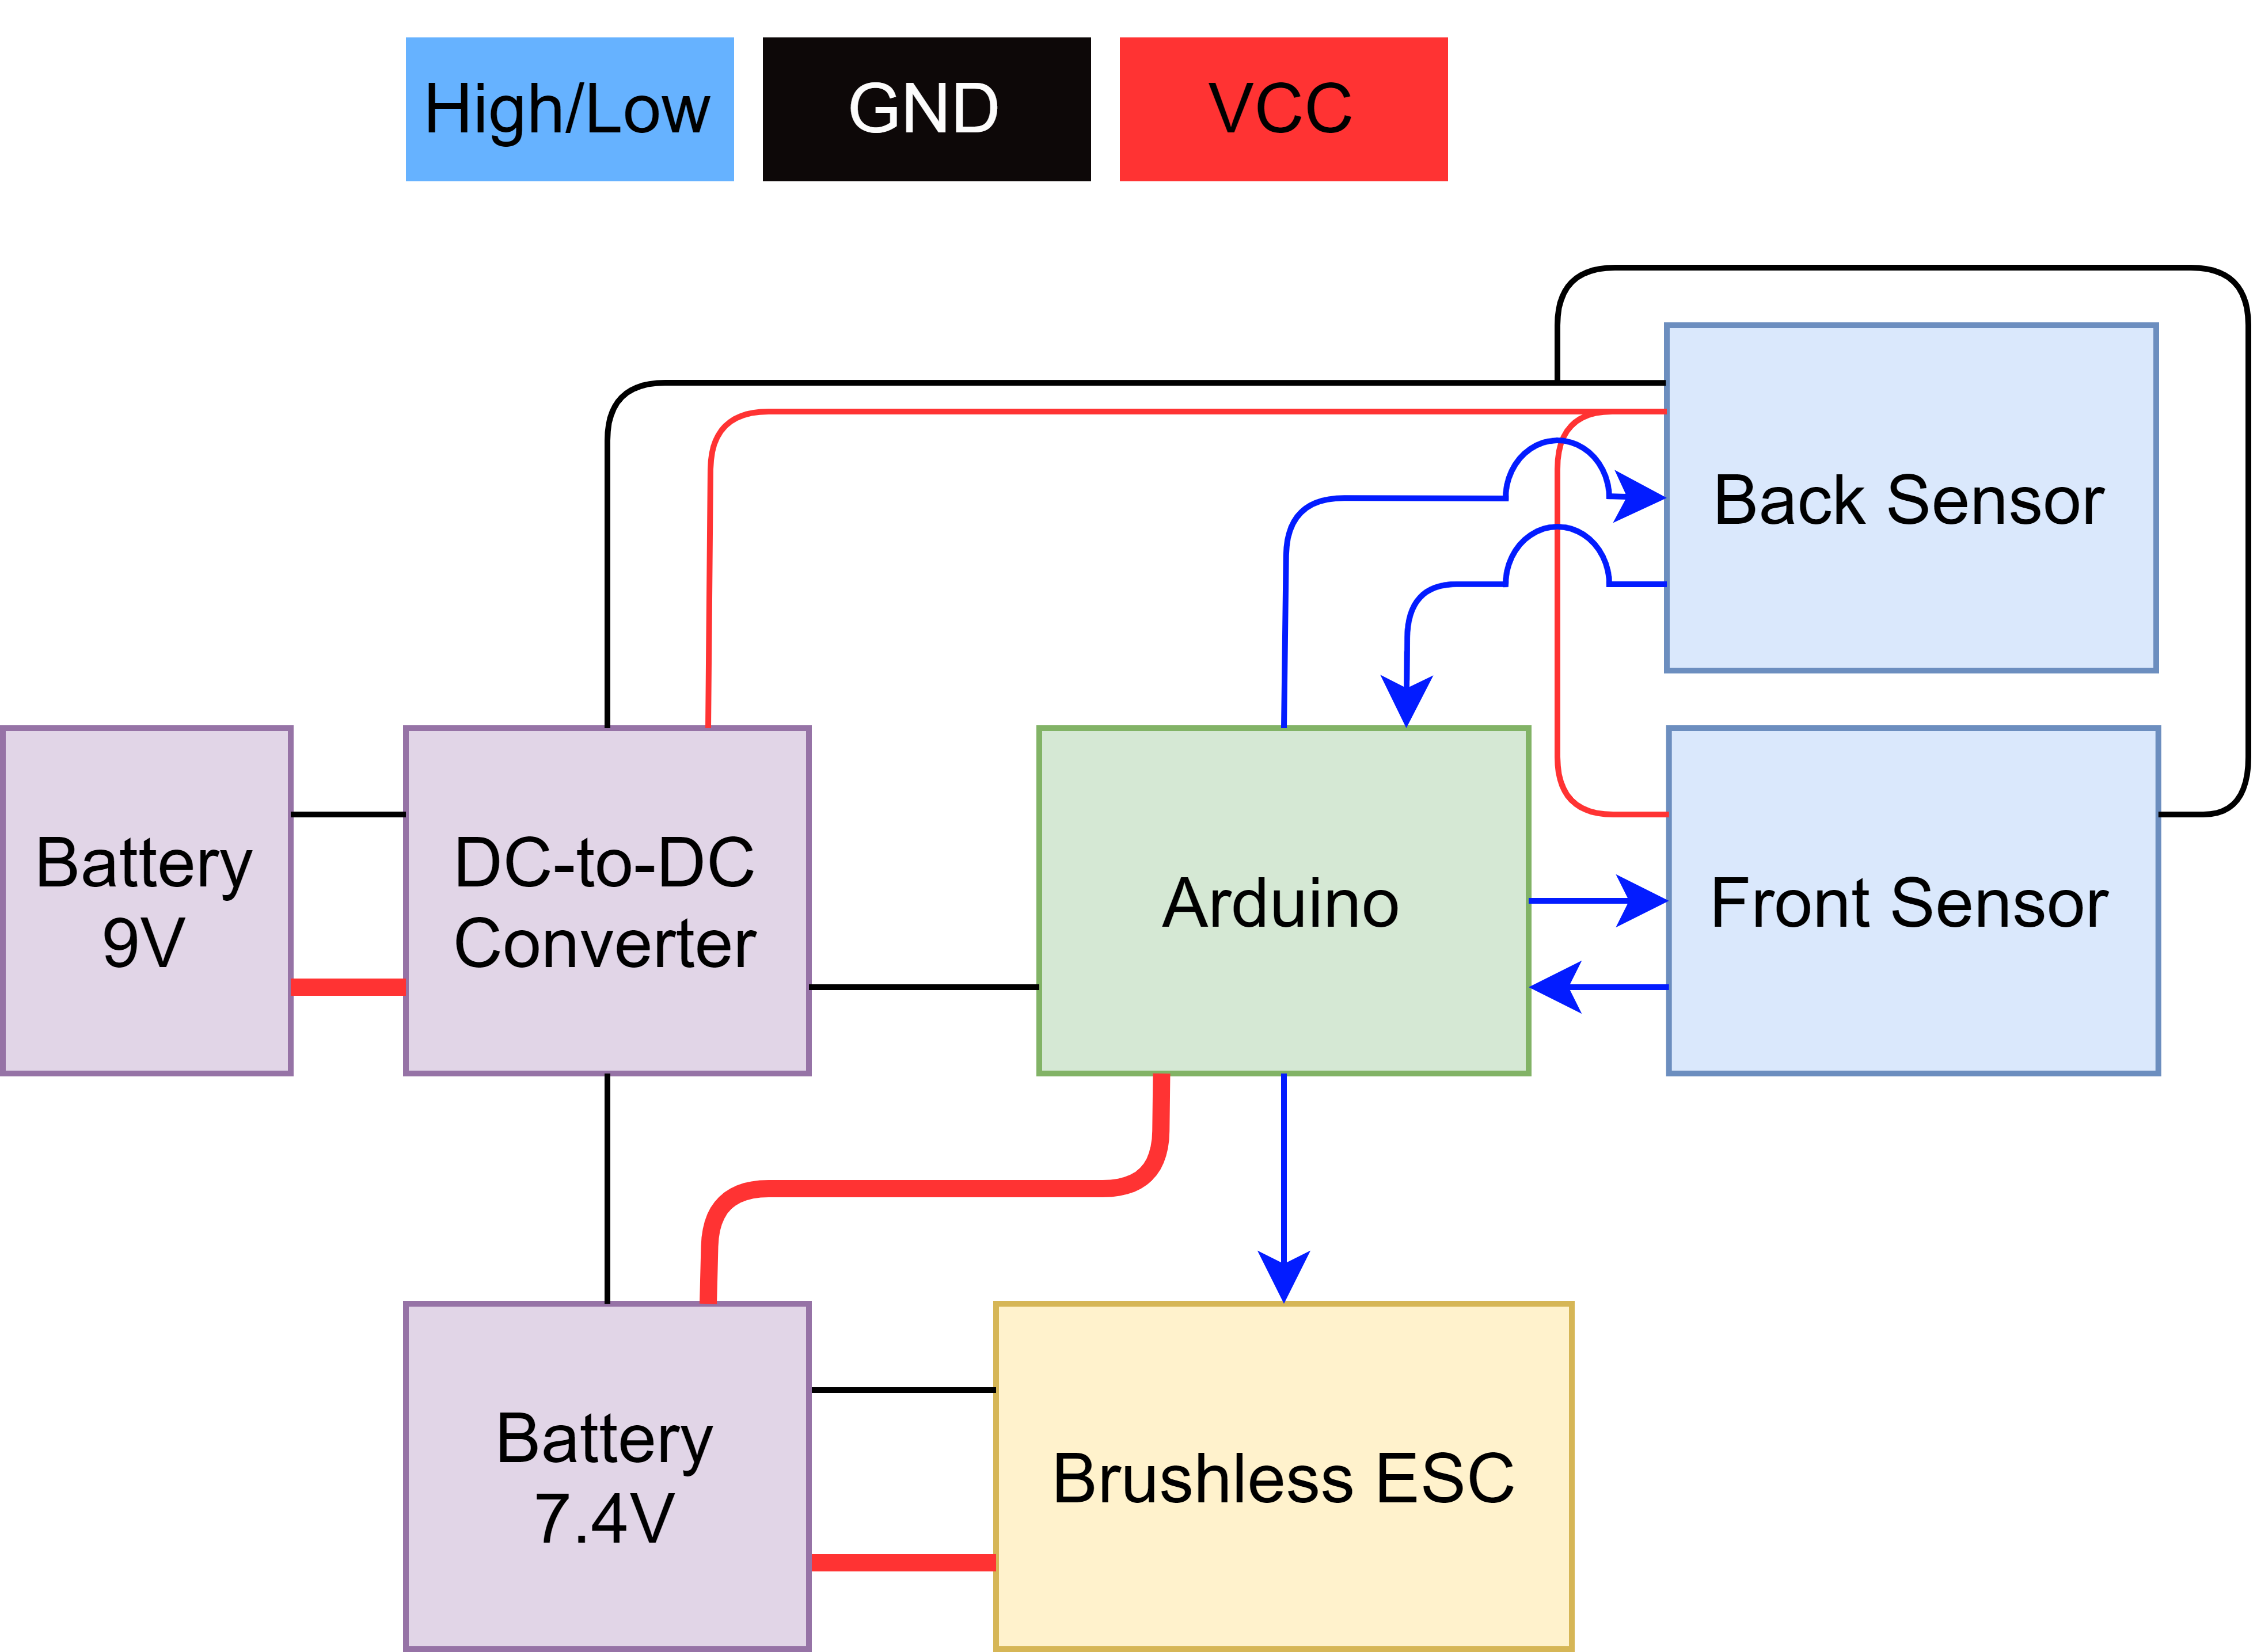 High/Low
GND
VCC
Back Sensor
Battery
9V
DC-to-DC
Converter
Arduino
Front Sensor
Battery
7.4V
Brushless ESC